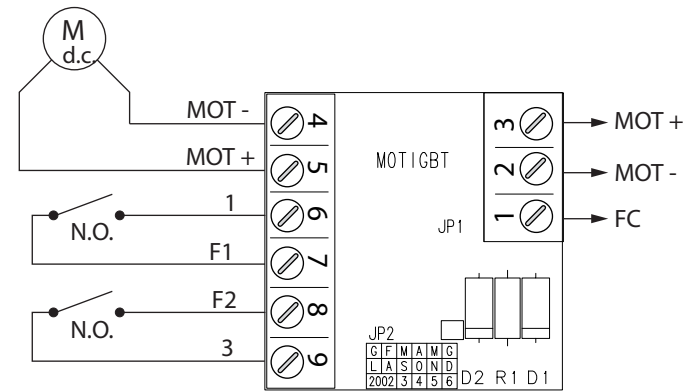 M
d.c.
MOT -
4
3
MOT +
MOT +
5
MOTIGBT
2
MOT -
1
6
1
FC
N.O.
JP1
F1
7
F2
8
N.O.
JP2
3
9
G F M A M G
L A S O N D
2002 3 4 5 6
D2 R1 D1